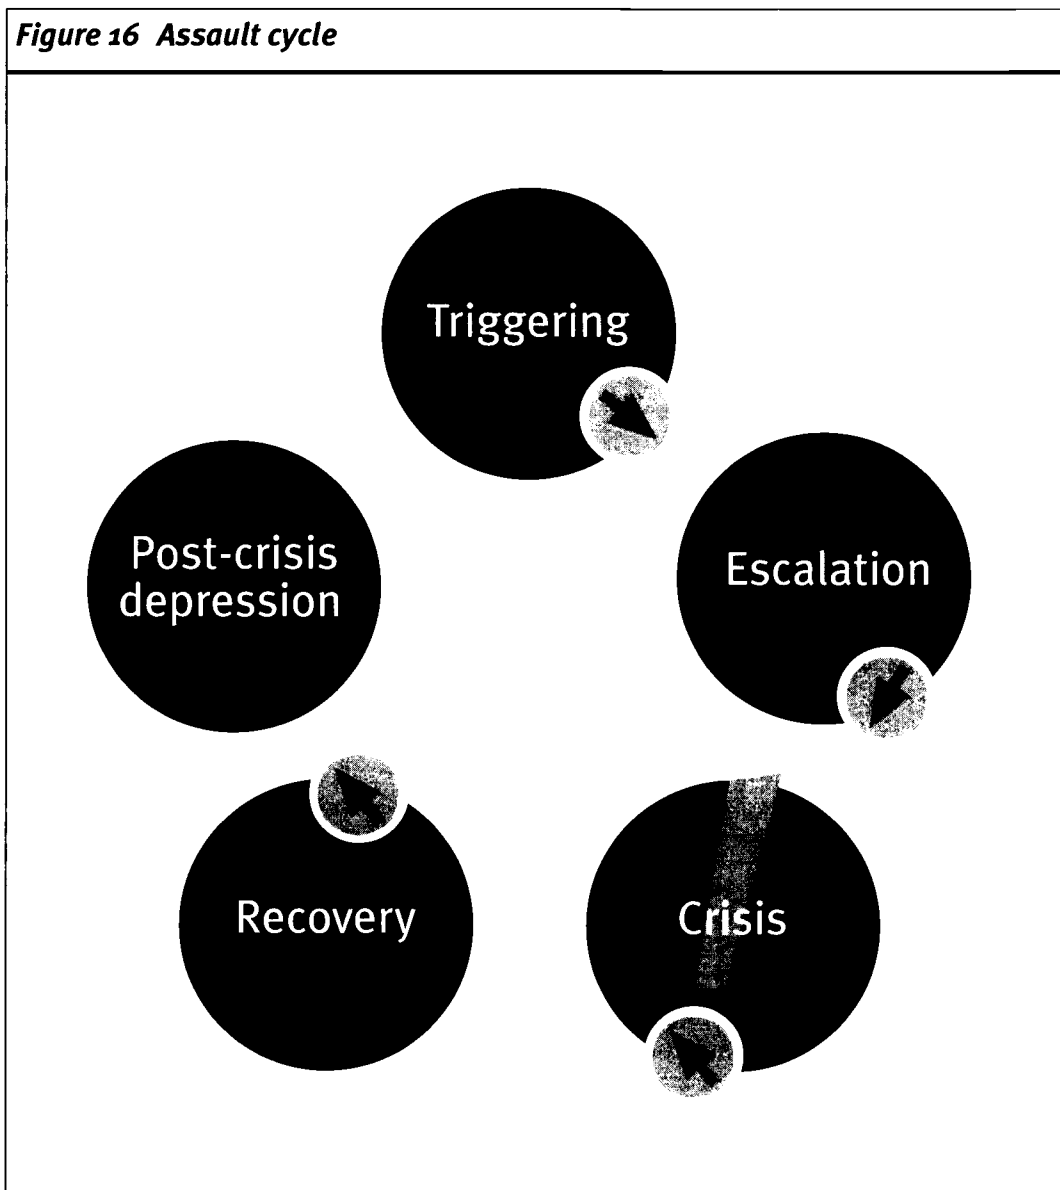 Figure 16 Assault cycle
Triggering
Escalation
Crisis
Recovery
Post-crisis
depression